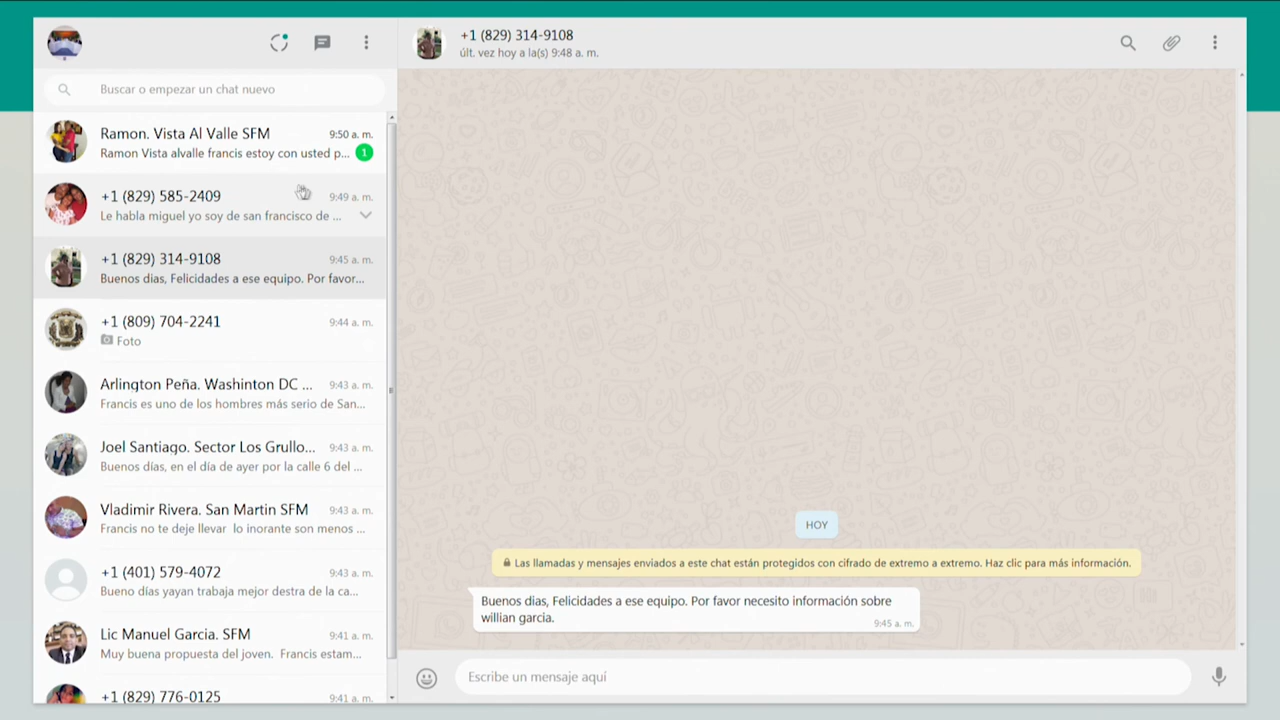 Buscar o empezar un chat nuevo
Ramon. Vista Al Valle SFM
9:50 a. m.
Ramon Vista alvalle francis estoy con usted p...
1
+1 (829) 585-2409
9:49 a. m.
Le habla miguel yo soy de san francisco de ...
+1 (829) 314-9108
9:45 a. m.
Buenos dias, Felicidades a ese equipo. Por favor...
+1 (809) 704-2241
9:44 a. m.
Foto
Arlington Peña. Washinton DC ...
9:43 a. m.
Francis es uno de los hombres más serio de San...
Joel Santiago. Sector Los Grullo...
9:43 a. m.
Buenos días, en el día de ayer por la calle 6 del ...
Vladimir Rivera. San Martin SFM
9:43 a. m.
Francis no te deje llevar lo inorante son menos ...
+1 (401) 579-4072
9:43 a. m.
Bueno días yayan trabaja mejor destra de la ca...
Lic Manuel Garcia. SFM
9:41 a. m.
Muy buena propuesta del joven. Francis estam...
+1 (829) 776-0125
9:41 a. m.
+1 (829) 314-9108
últ. vez hoy a la(s) 9:48 a. m.
HOY
Las llamadas y mensajes enviados a este chat están protegidos con cifrado de extremo a extremo. Haz clic para más información.
Buenos dias, Felicidades a ese equipo. Por favor necesito información sobre
willian garcia.
9:45 a. m.
Escribe un mensaje aquí